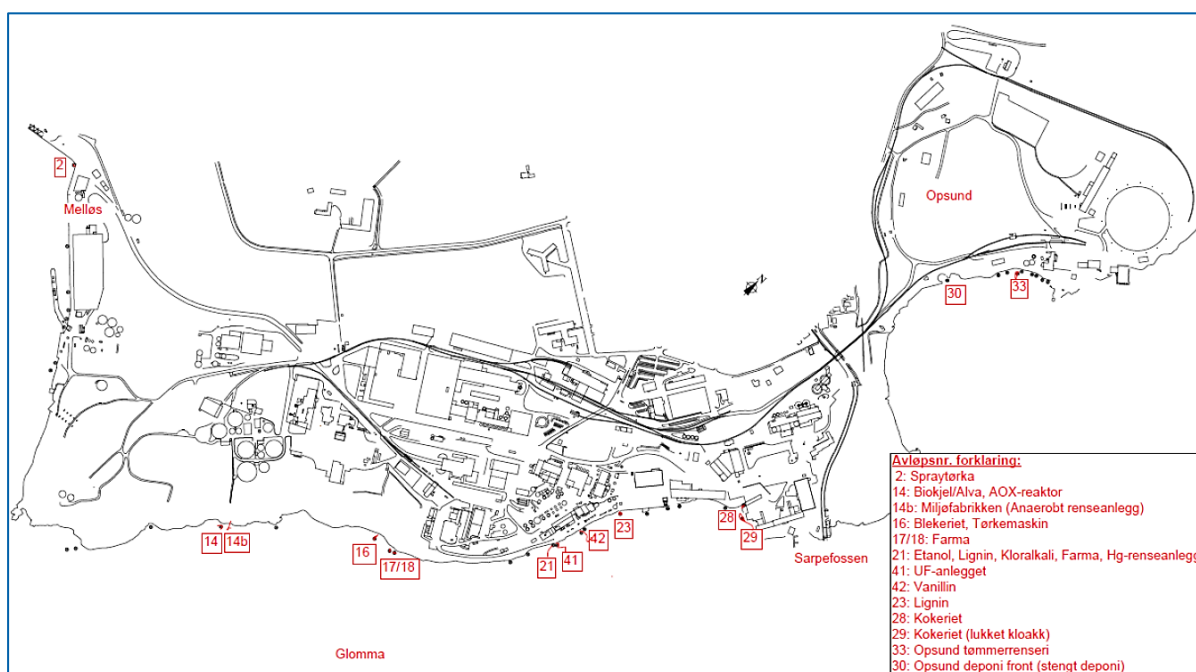 2
Melløs
Opsund
30
33
14
14b
16
17/18
21
41
42
23
28
29
Sarpefossen
Glomma
N
Avløpsnr. forklaring:
2: Spraytørka
14: Biokjel/Alva, AOX-reaktor
14b: Miljøfabrikken (Anaerobt renseanlegg)
16: Blekeriet, Tørkemaskin
17/18: Farma
21: Etanol, Lignin, Kloralkali, Farma, Hg-renseanlegg
41: UF-anlegget
42: Vanillin
23: Lignin
28: Kokeriet
29: Kokeriet (lukket kloakk)
33: Opsund tømmerrenseri
30: Opsund deponi front (stengt deponi)